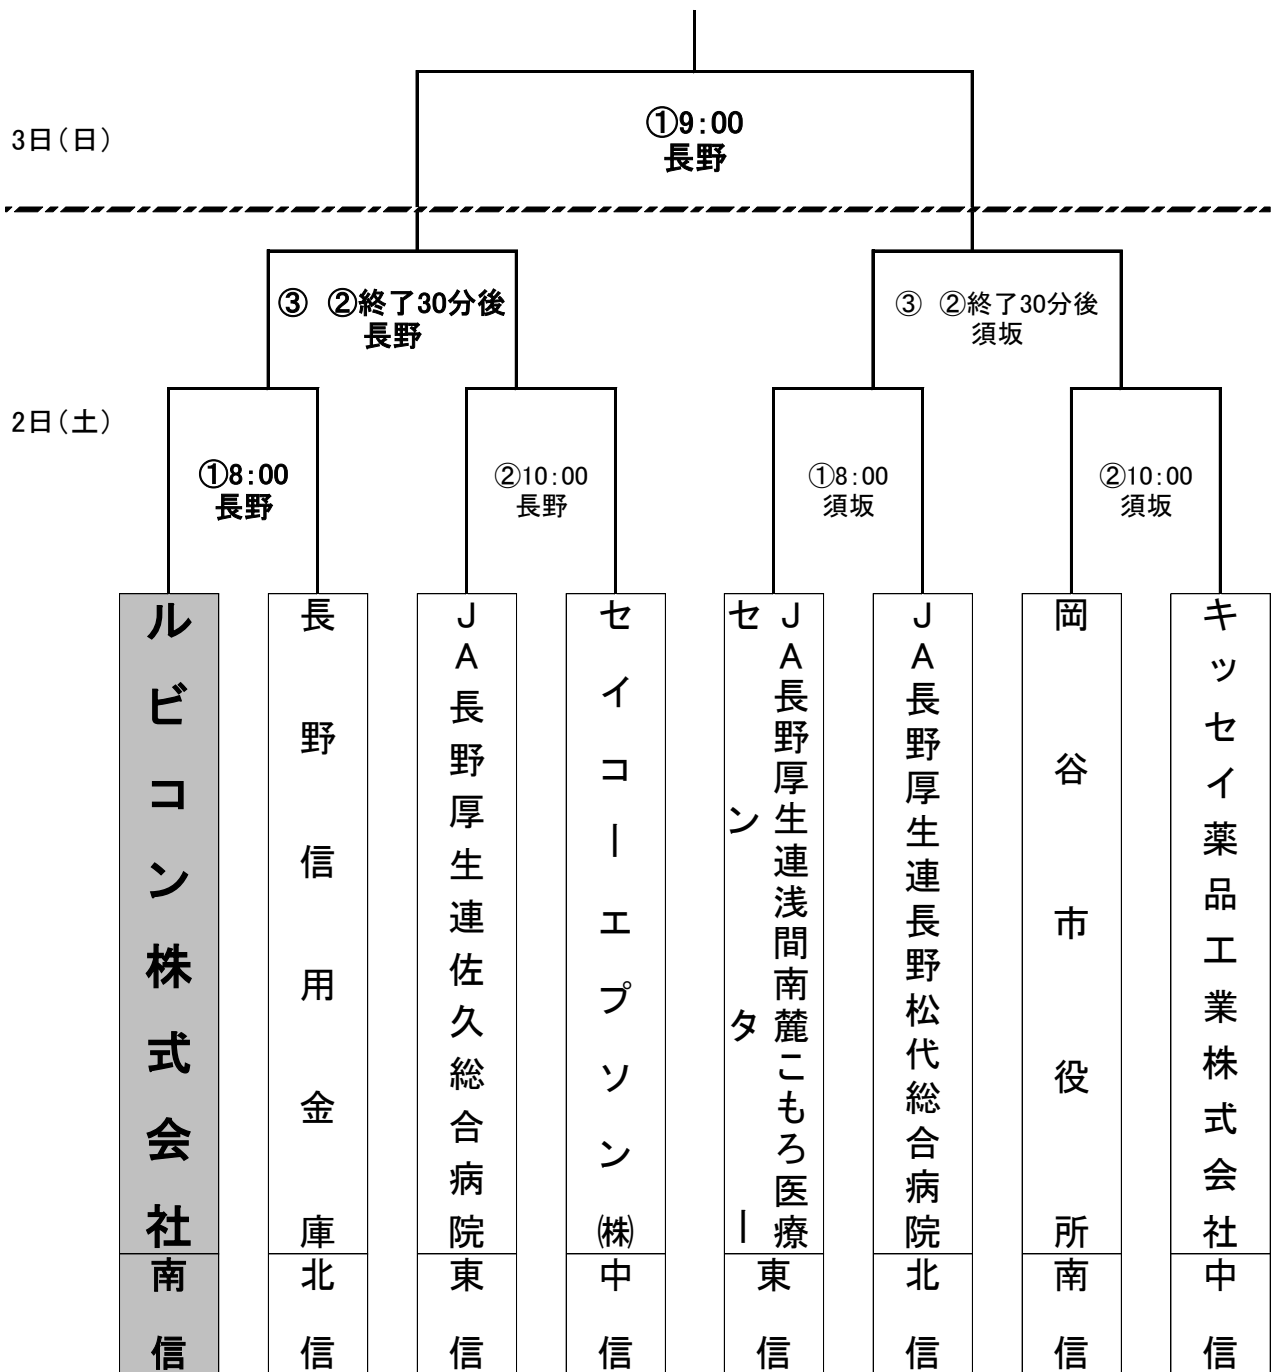 ①9:00
長野
3日(日)
③ ②終了30分後
長野
③ ②終了30分後
須坂
2日(土)
①8:00
長野
②10:00
長野
①8:00
須坂
②10:00
須坂
ルビコン株式会社
長野信用金庫
JA長野厚生連佐久総合病院
セイコーエプソン㈱
JA長野厚生連浅間南麓こもろ医療
センター
JA長野厚生連長野松代総合病院
岡谷市役所
キッセイ薬品工業株式会社
南信
北信
東信
中信
東信
北信
南信
中信